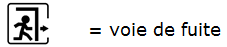 = voie de fuite